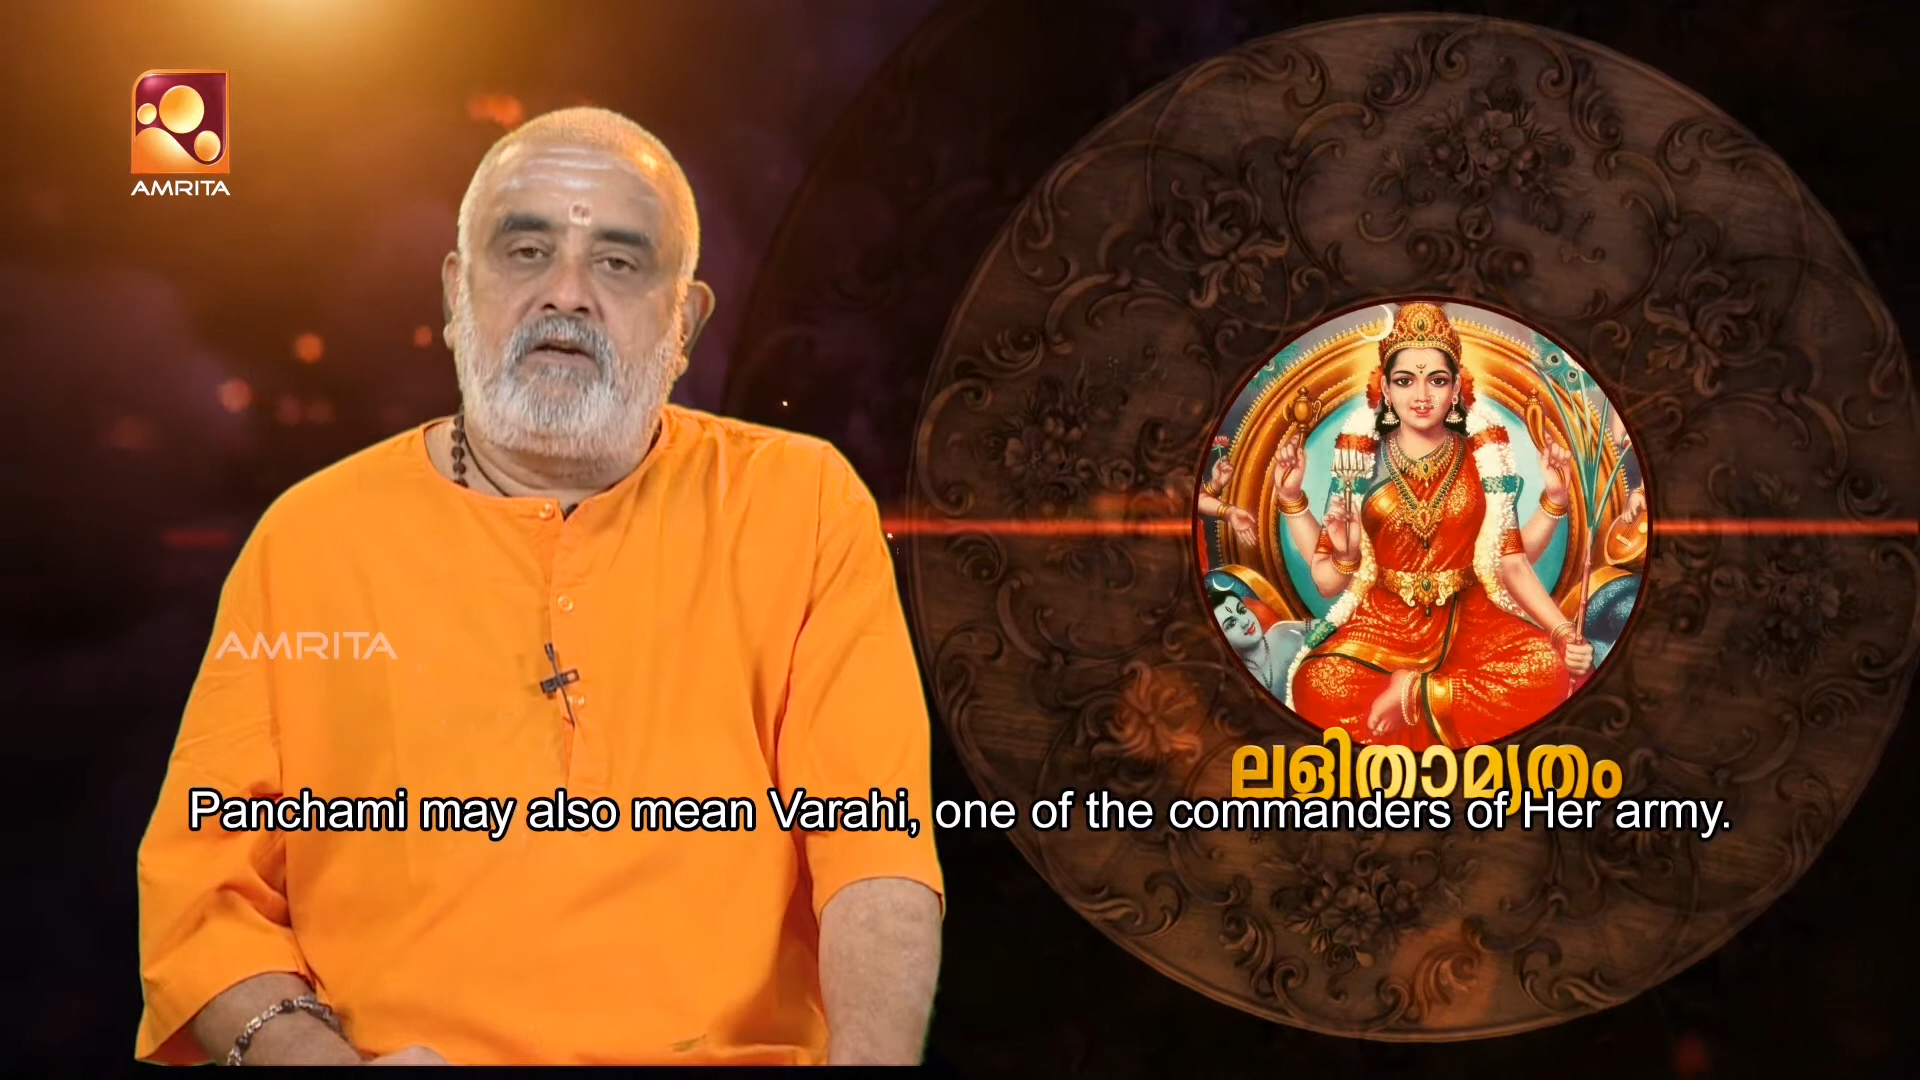 AMRITA
AMRITA
ലളിതാമൃതം
Panchami may also mean Varahi, one of the commanders of Her army.